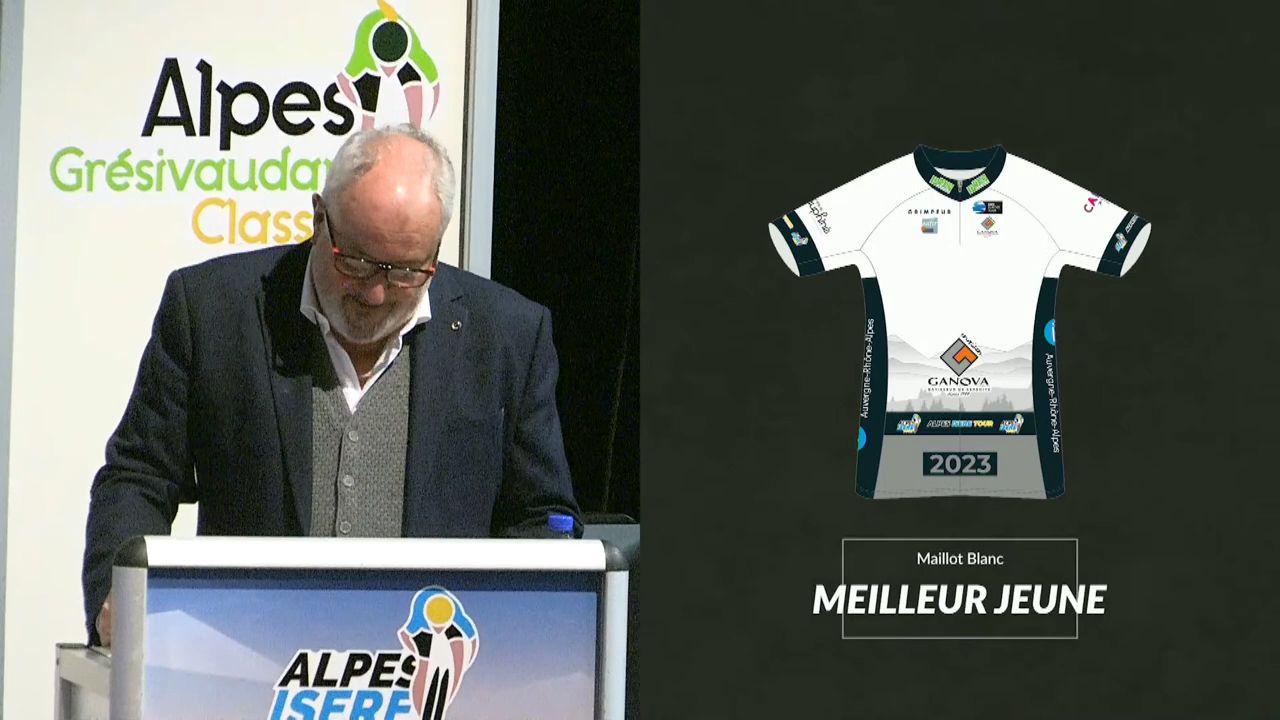 Alpes
Grésivaudan
Class
ALPES
ISERE
GRIMPEUR
Auvergne-Rhône-Alpes
Auvergne-Rhône-Alpes
GANOVA
ALPES ISERE TOUR
2023
Maillot Blanc
MEILLEUR JEUNE